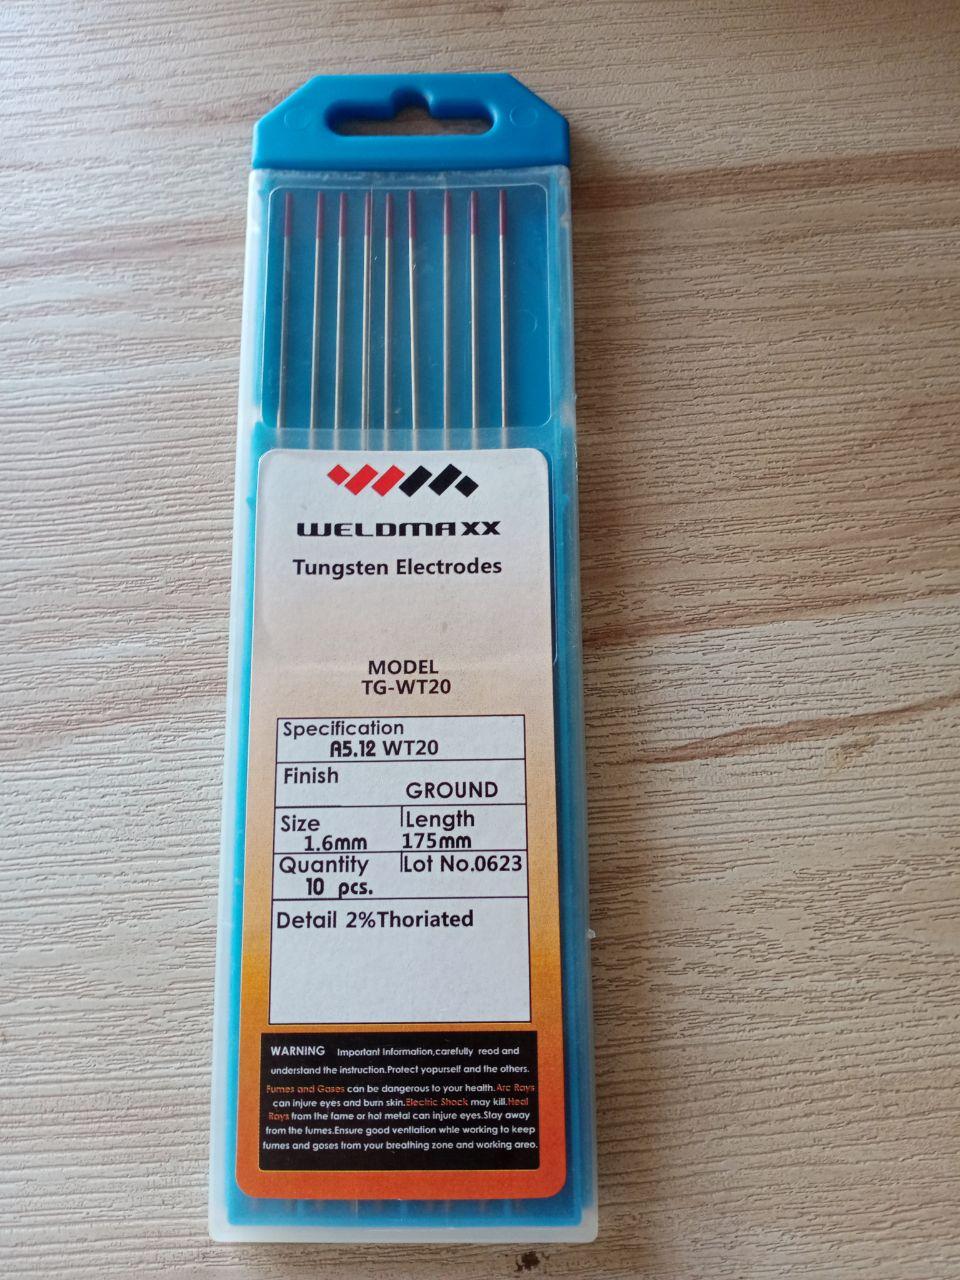 WELDMAXX
Tungsten Electrodes
MODEL
TG-WT20
Specification
A5.12 WT20
Finish
GROUND
Size Length
1.6mm 175mm
Quantity Lot No.0623
10 pcs.
Detail 2%Thoriated
WARNING Important Information,carefully reod and
understand the instruction.Protect yopurself and the others.
Fumes and Gases can be dangerous to your health.Arc Rays
can injure eyes and burn skin.Electric Shock may kill.Heal
Rays from the fame or hot metal can injure eyes.Stay away
from the fumes.Ensure good ventlation whle working to keep
fumes and goses from your breathing zone and working areo.